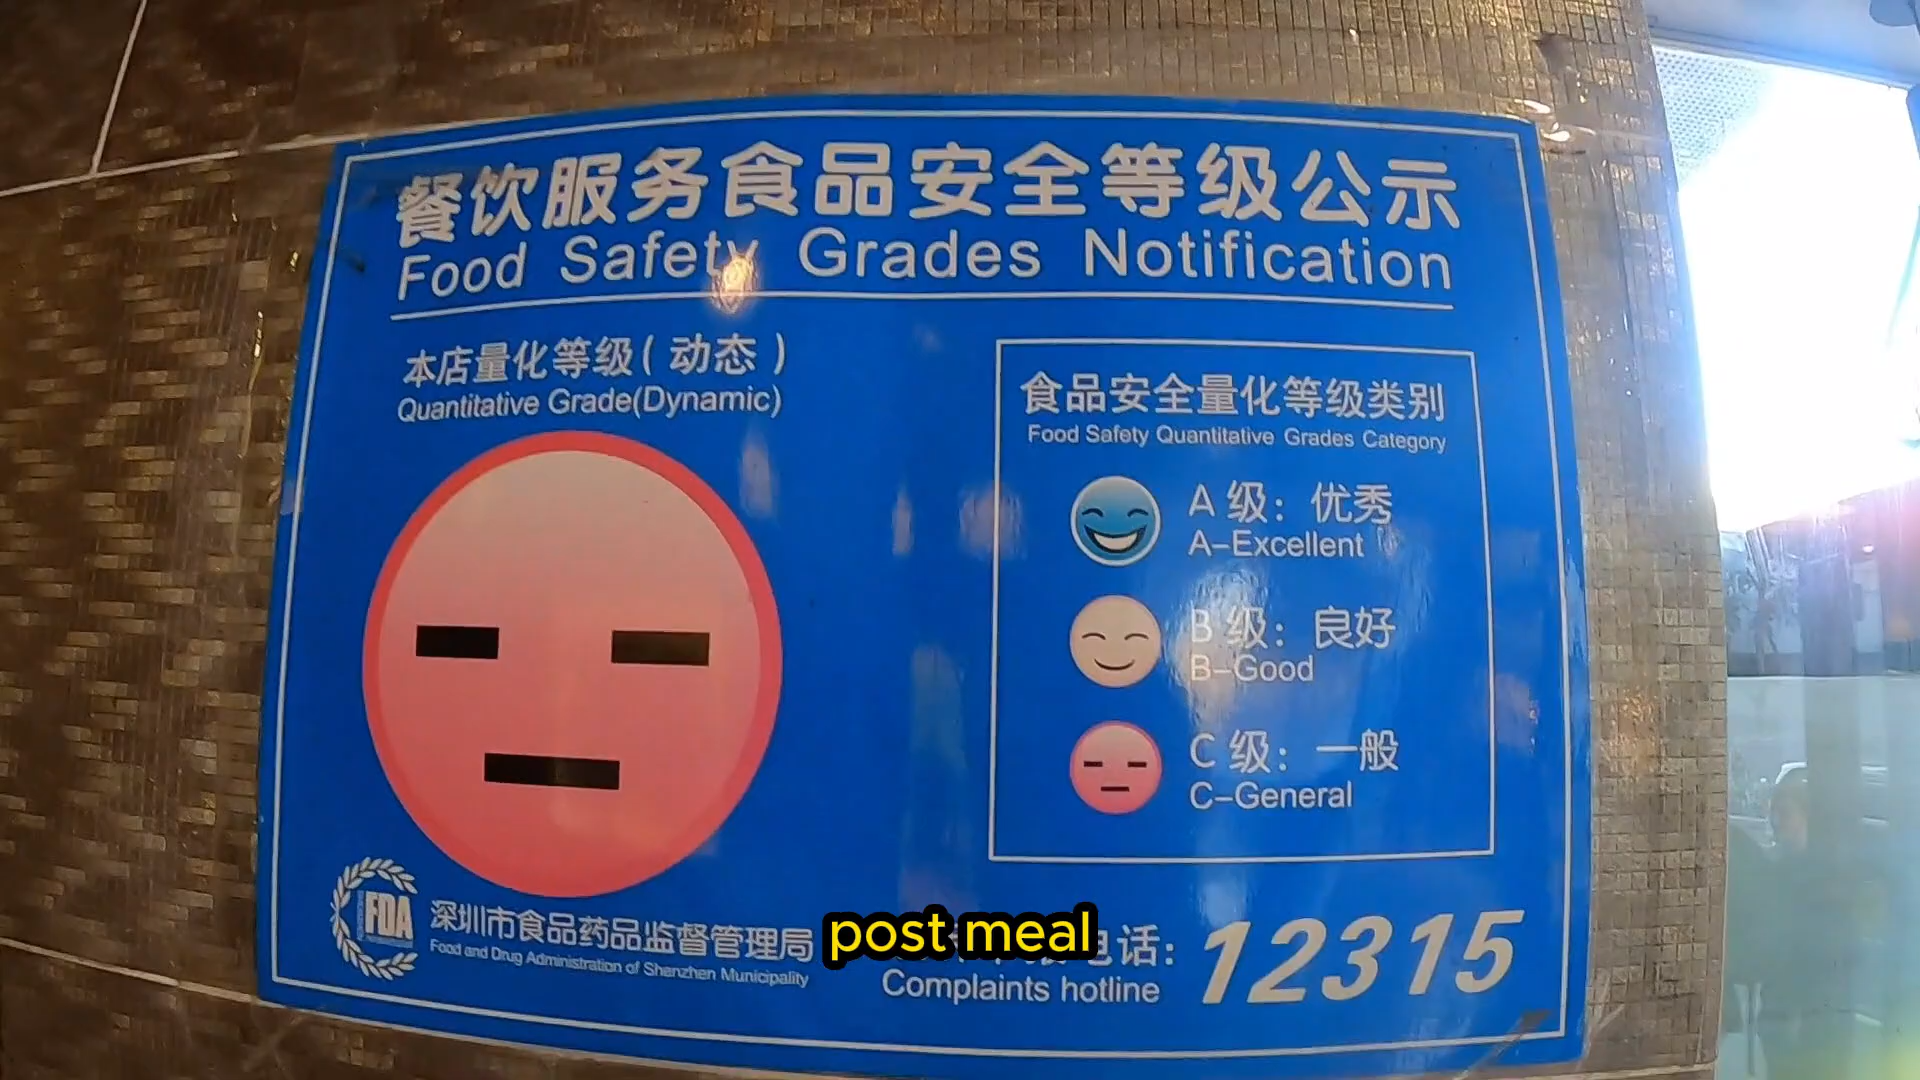 餐饮服务食品安全等级公示
Food Safety Grades Notification
本店量化等级(动态)
Quantitative Grade(Dynamic)
食品安全量化等级类别
Food Safety Quantitative Grades Category
A级:优秀
A-Excellent
B级:良好
B-Good
C级:一般
C-General
FDA
深圳市食品药品监督管理局
Food and Drug Administration of Shenzhen Municipality
post meal
电话:
Complaints hotline
12315